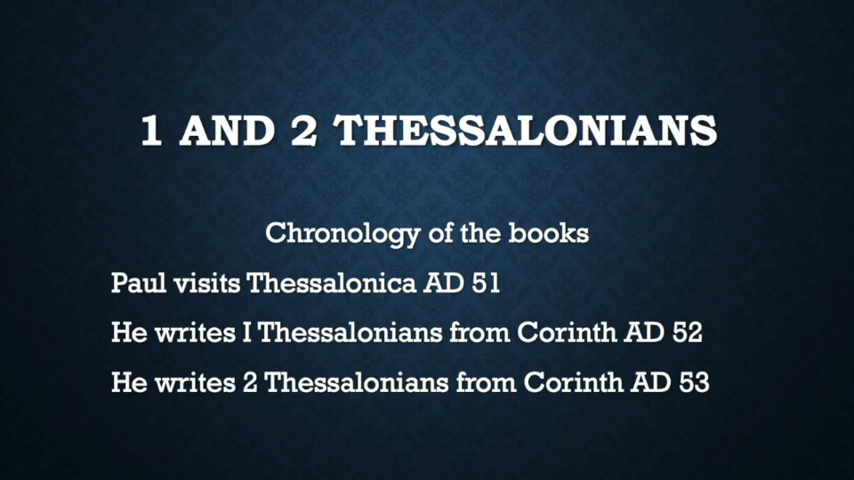 1 AND 2 THESSALONIANS
Chronology of the books
Paul visits Thessalonica AD 51
He writes I Thessalonians from Corinth AD 52
He writes 2 Thessalonians from Corinth AD 53